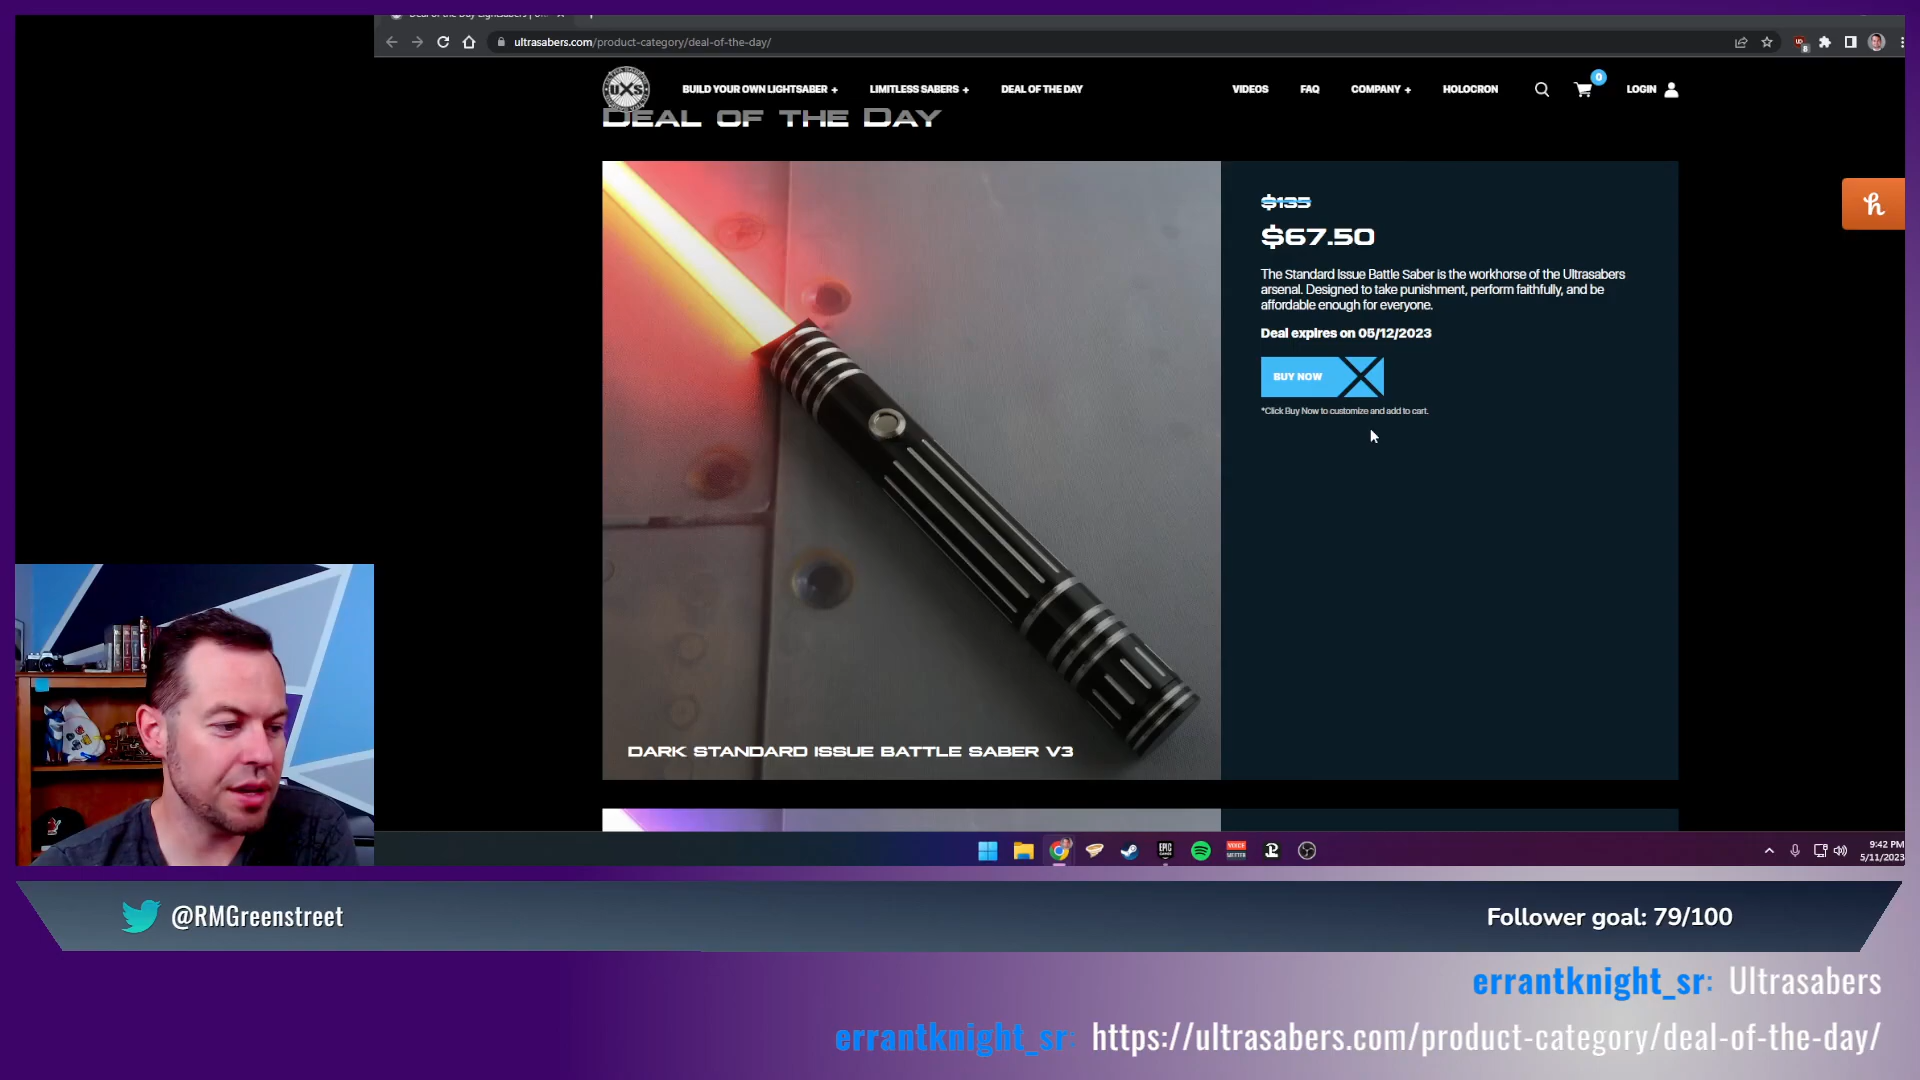 ultrasabers.com/product-category/deal-of-the-day/
8
UXS
BUILD YOUR OWN LIGHTSABER +
LIMITLESS SABERS +
DEAL OF THE DAY
VIDEOS
FAQ
COMPANY +
HOLOCRON
0
LOGIN
DEAL OF THE DAY
$135
$67.50
The Standard Issue Battle Saber is the workhorse of the Ultrasabers
arsenal. Designed to take punishment, perform faithfully, and be
affordable enough for everyone.
Deal expires on 05/12/2023
BUY NOW
*Click Buy Now to customize and add to cart.
h
DARK STANDARD ISSUE BATTLE SABER V3
EPIC
9:42 PM
5/11/2023
@RMGreenstreet
Follower goal: 79/100
errantknight_sr: Ultrasabers
errantknight_sr: https://ultrasabers.com/product-category/deal-of-the-day/